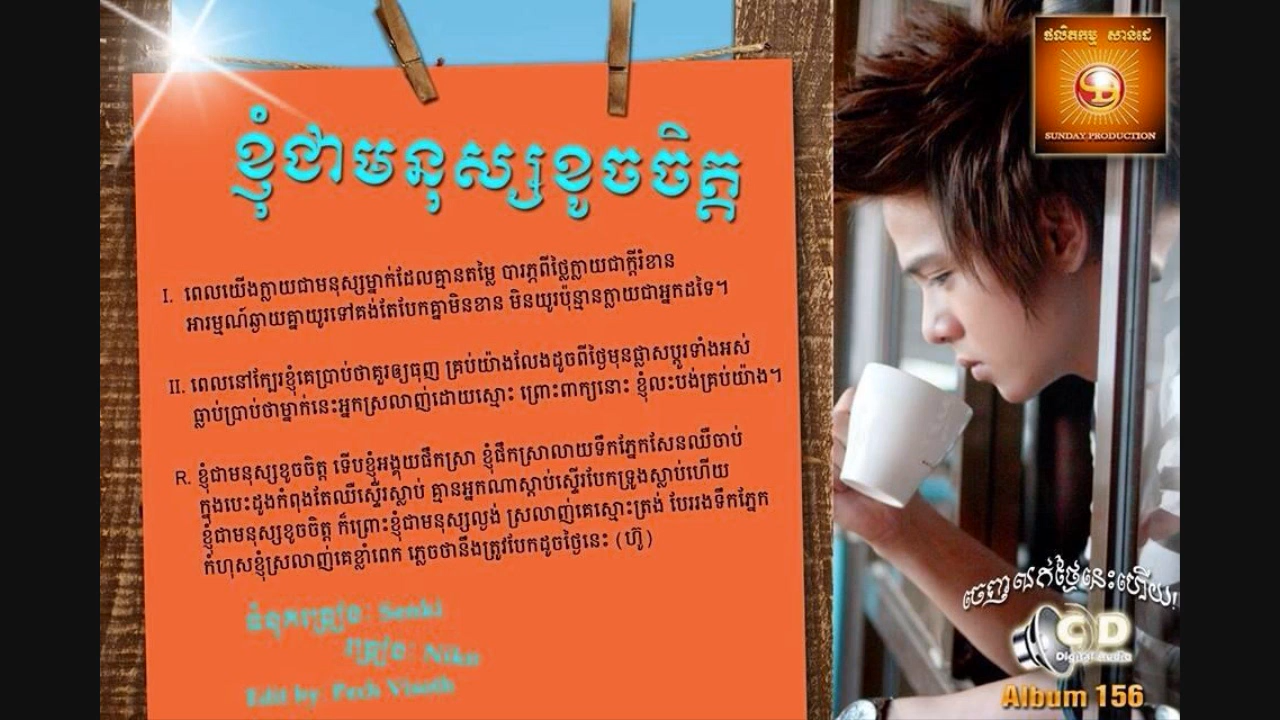 ផលិតកម្ម សាន់ដេ
SUNDAY PRODUCTION
ខ្ញុំជាមនុស្សខូចចិត្ត
I. ពេលយើងក្លាយជាមនុស្សម្នាក់ដែលគ្មានតម្លៃ បារភ្ភពីថ្លៃក្លាយជាក្តីរំខាន
អារម្មណ៍ឆ្ងាយគ្នាយូរទៅគង់តែបែកគ្នាមិនខាន មិនយូរប៉ុន្មានក្លាយជាអ្នកដទៃ។
II. ពេលនៅក្បែរខ្ញុំគេប្រាប់ថាគួរឲ្យធុញ គ្រប់យ៉ាងលែងដូចពីថ្ងៃមុនផ្លាសប្តូរទាំងអស់
ធ្លាប់ប្រាប់ថាម្នាក់នេះអ្នកស្រលាញ់ដោយស្មោះ ព្រោះពាក្យនោះ ខ្ញុំលះបង់គ្រប់យ៉ាង។
R. ខ្ញុំជាមនុស្សខូចចិត្ត ទើបខ្ញុំអង្គុយផឹកស្រា ខ្ញុំផឹកស្រាលាយទឹកភ្នែកសែនឈឺចាប់
ក្នុងបេះដូងកំពុងតែឈឺស្ទើរស្លាប់ គ្មានអ្នកណាស្តាប់ស្ទើរបែកទ្រូងស្លាប់ហើយ
ខ្ញុំជាមនុស្សខូចចិត្ត ក៏ព្រោះខ្ញុំជាមនុស្សល្ងង់ ស្រលាញ់គេស្មោះត្រង់ បែររងទឹកភ្នែក
កំហុសខ្ញុំស្រលាញ់គេខ្លាំពេក ភ្លេចថានឹងត្រូវបែកដូចថ្ងៃនេះ (ហ៊ូ)
ទំនុកច្រៀង: Senki
ច្រៀង: Niko
Edit by: Pech Visoth
ចេញលក់ថ្ងៃនេះហើយ!
CD
Digital Audio
Album 156